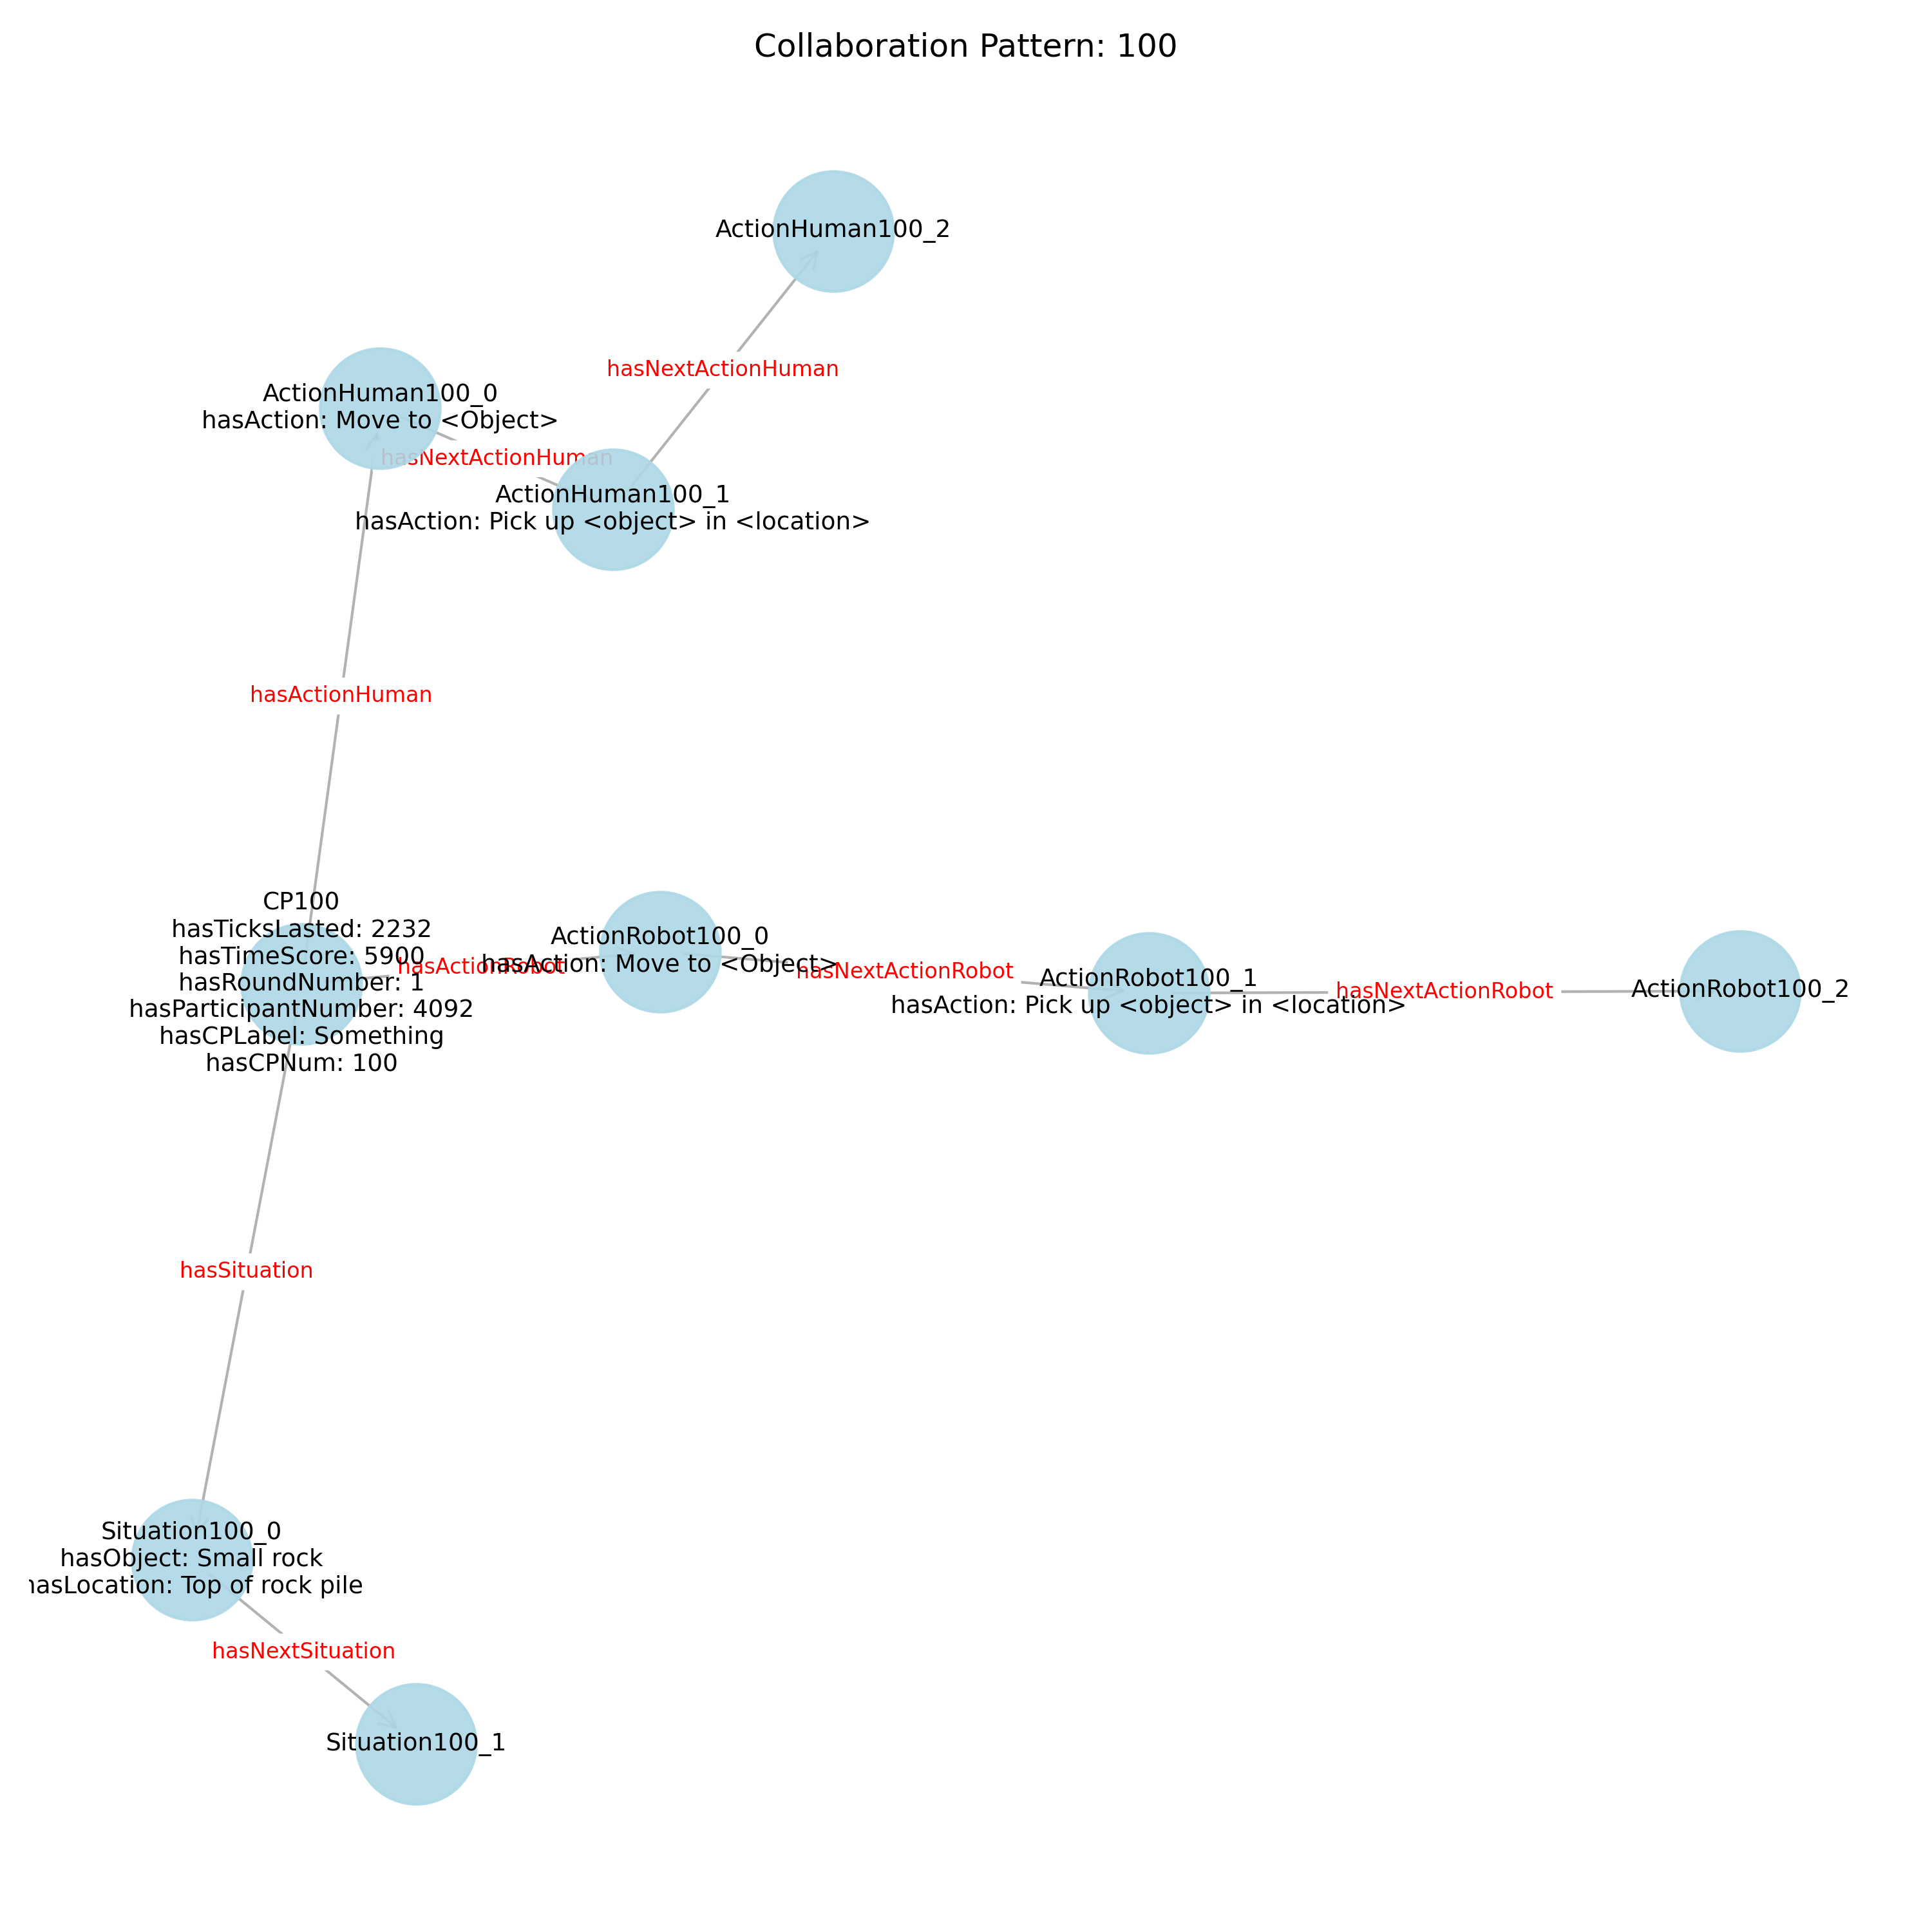 Collaboration Pattern: 100
ActionHuman100_2
hasNextActionHuman
ActionHuman100_0
hasAction: Move to <Object>
hasNextActionHuman
ActionHuman100_1
hasAction: Pick up <object> in <location>
hasActionHuman
CP100
hasTicksLasted: 2232
hasTimeScore: 5900
hasRoundNumber: 1
hasParticipantNumber: 4092
hasCPLabel: Something
hasCPNum: 100
hasActionRobot
ActionRobot100_0
hasAction: Move to <Object>
hasNextActionRobot
ActionRobot100_1
hasAction: Pick up <object> in <location>
hasNextActionRobot
ActionRobot100_2
hasSituation
Situation100_0
hasObject: Small rock
hasLocation: Top of rock pile
hasNextSituation
Situation100_1